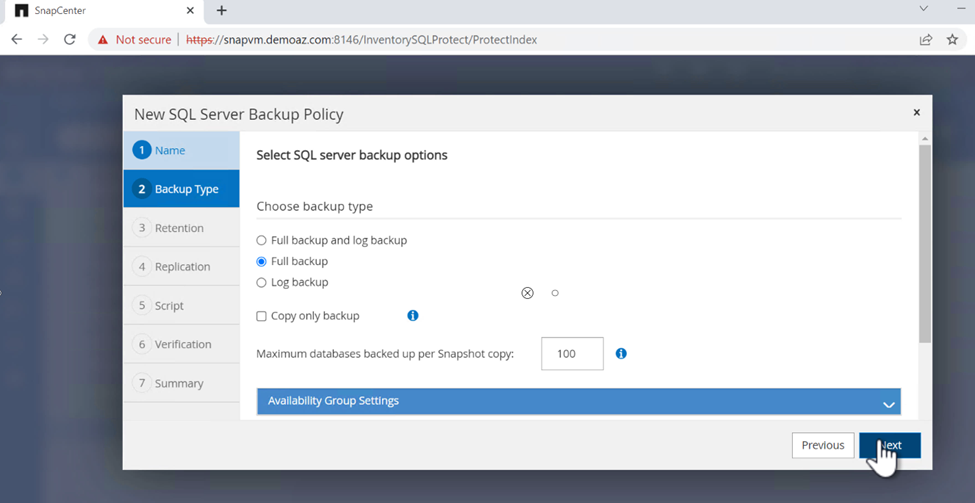 SnapCenter
Not secure | https://snapvm.demoaz.com:8146/InventorySQLProtect/ProtectIndex
New SQL Server Backup Policy
1 Name
2 Backup Type
3 Retention
4 Replication
5 Script
6 Verification
7 Summary
Select SQL server backup options
Choose backup type
Full backup and log backup
Full backup
Log backup
Copy only backup
Maximum databases backed up per Snapshot copy: 100
Availability Group Settings
Previous Next